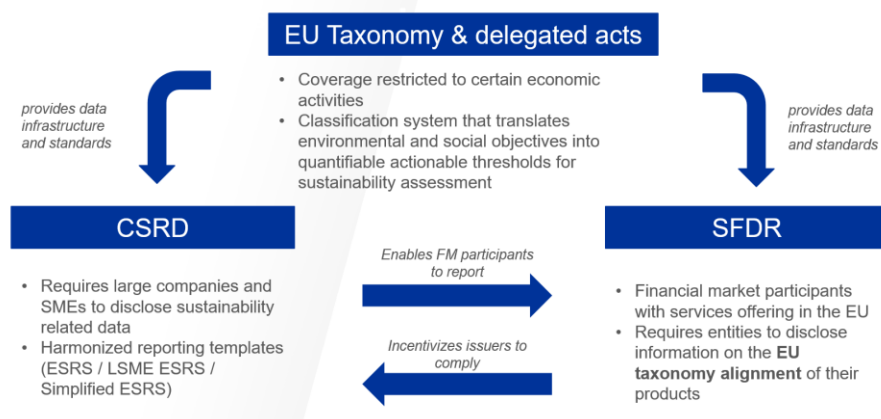 EU Taxonomy & delegated acts
provides data
infrastructure
and standards
• Coverage restricted to certain economic
activities
• Classification system that translates
environmental and social objectives into
quantifiable actionable thresholds for
sustainability assessment
provides data
infrastructure
and standards
CSRD
SFDR
Enables FM participants
to report
• Requires large companies and
SMEs to disclose sustainability
related data
• Harmonized reporting templates
(ESRS / LSME ESRS /
Simplified ESRS)
Incentivizes issuers to
comply
• Financial market participants
with services offering in the EU
• Requires entities to disclose
information on the EU
taxonomy alignment of their
products